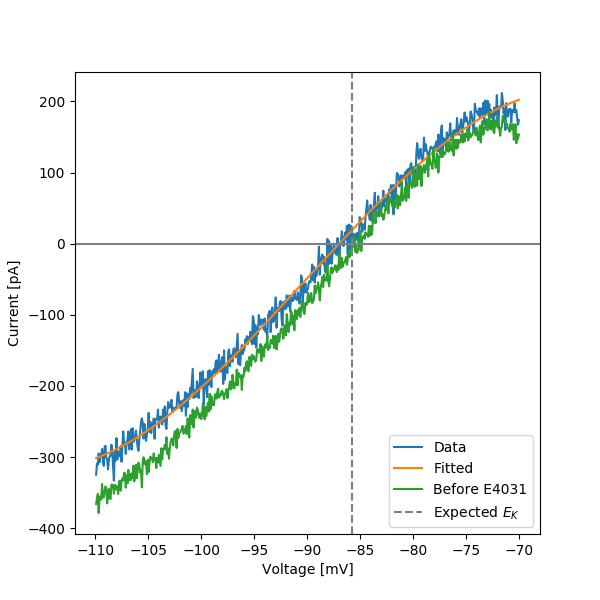 Current [pA]
200
100
0
−100
−200
−300
−400
−110
−105
−100
−95
−90
−85
−80
−75
−70
Voltage [mV]
Data
Fitted
Before E4031
Expected E_K